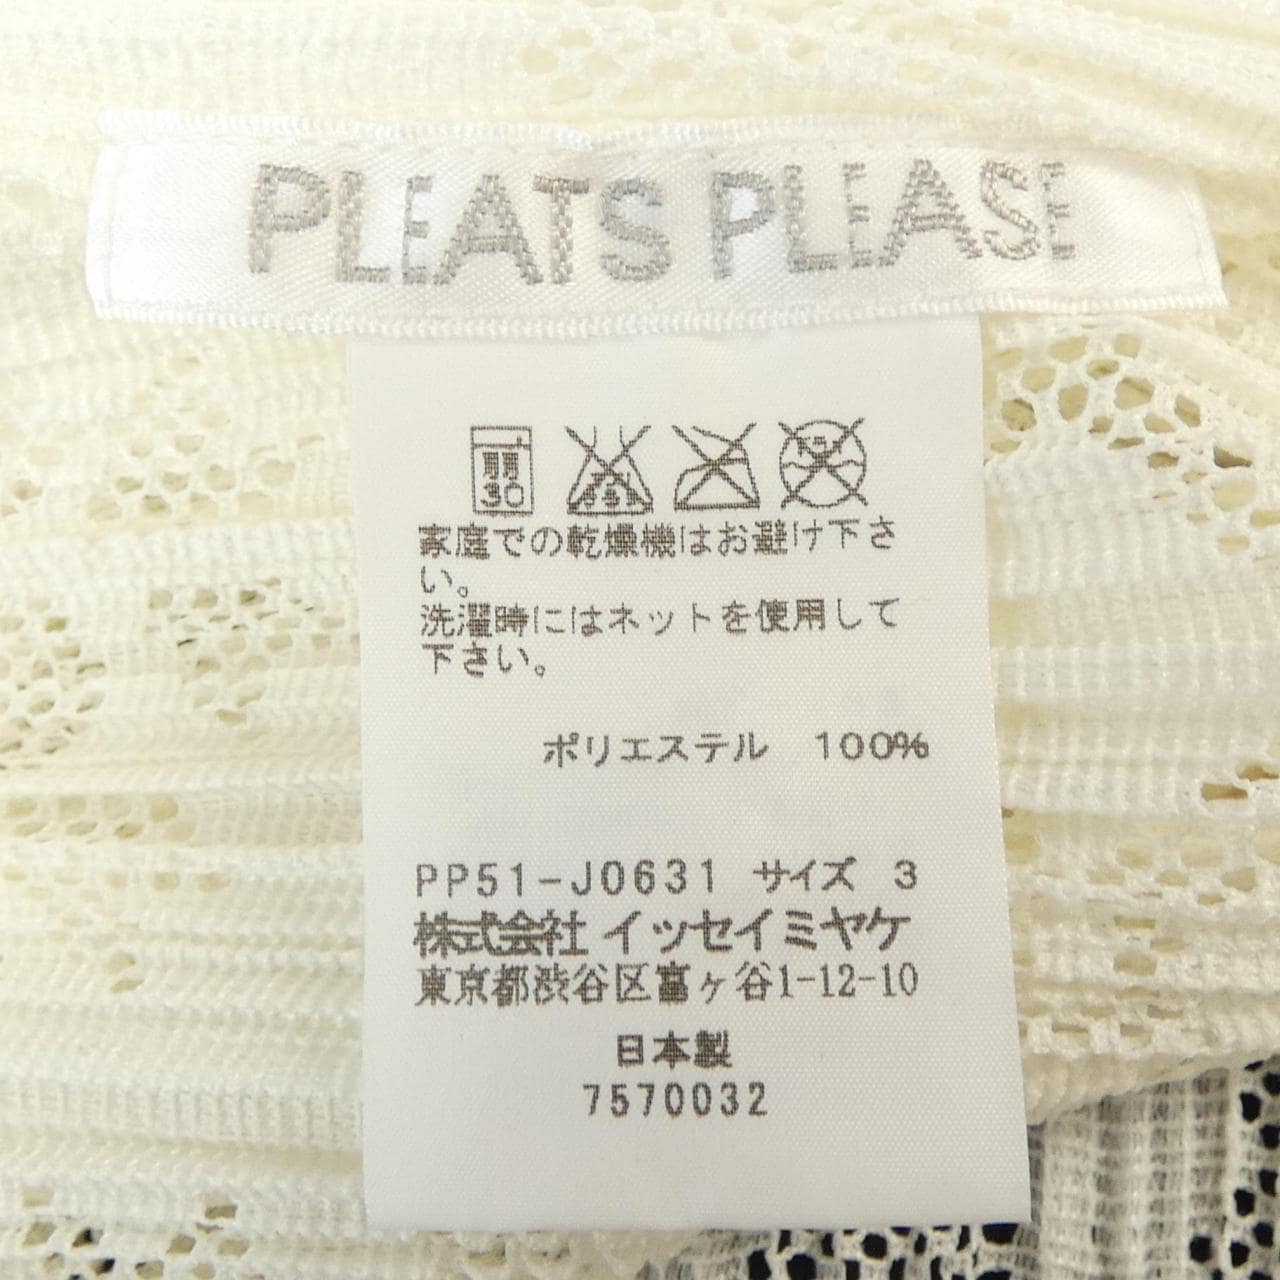 PLEATS PLEASE
30
家庭での乾燥機はお避け下さ
い。
洗濯時にはネットを使用して
下さい。
ポリエステル 100%
PP51-J0631 サイズ 3
株式会社 イッセイミヤケ
東京都渋谷区富ヶ谷1-12-10
日本製
7570032